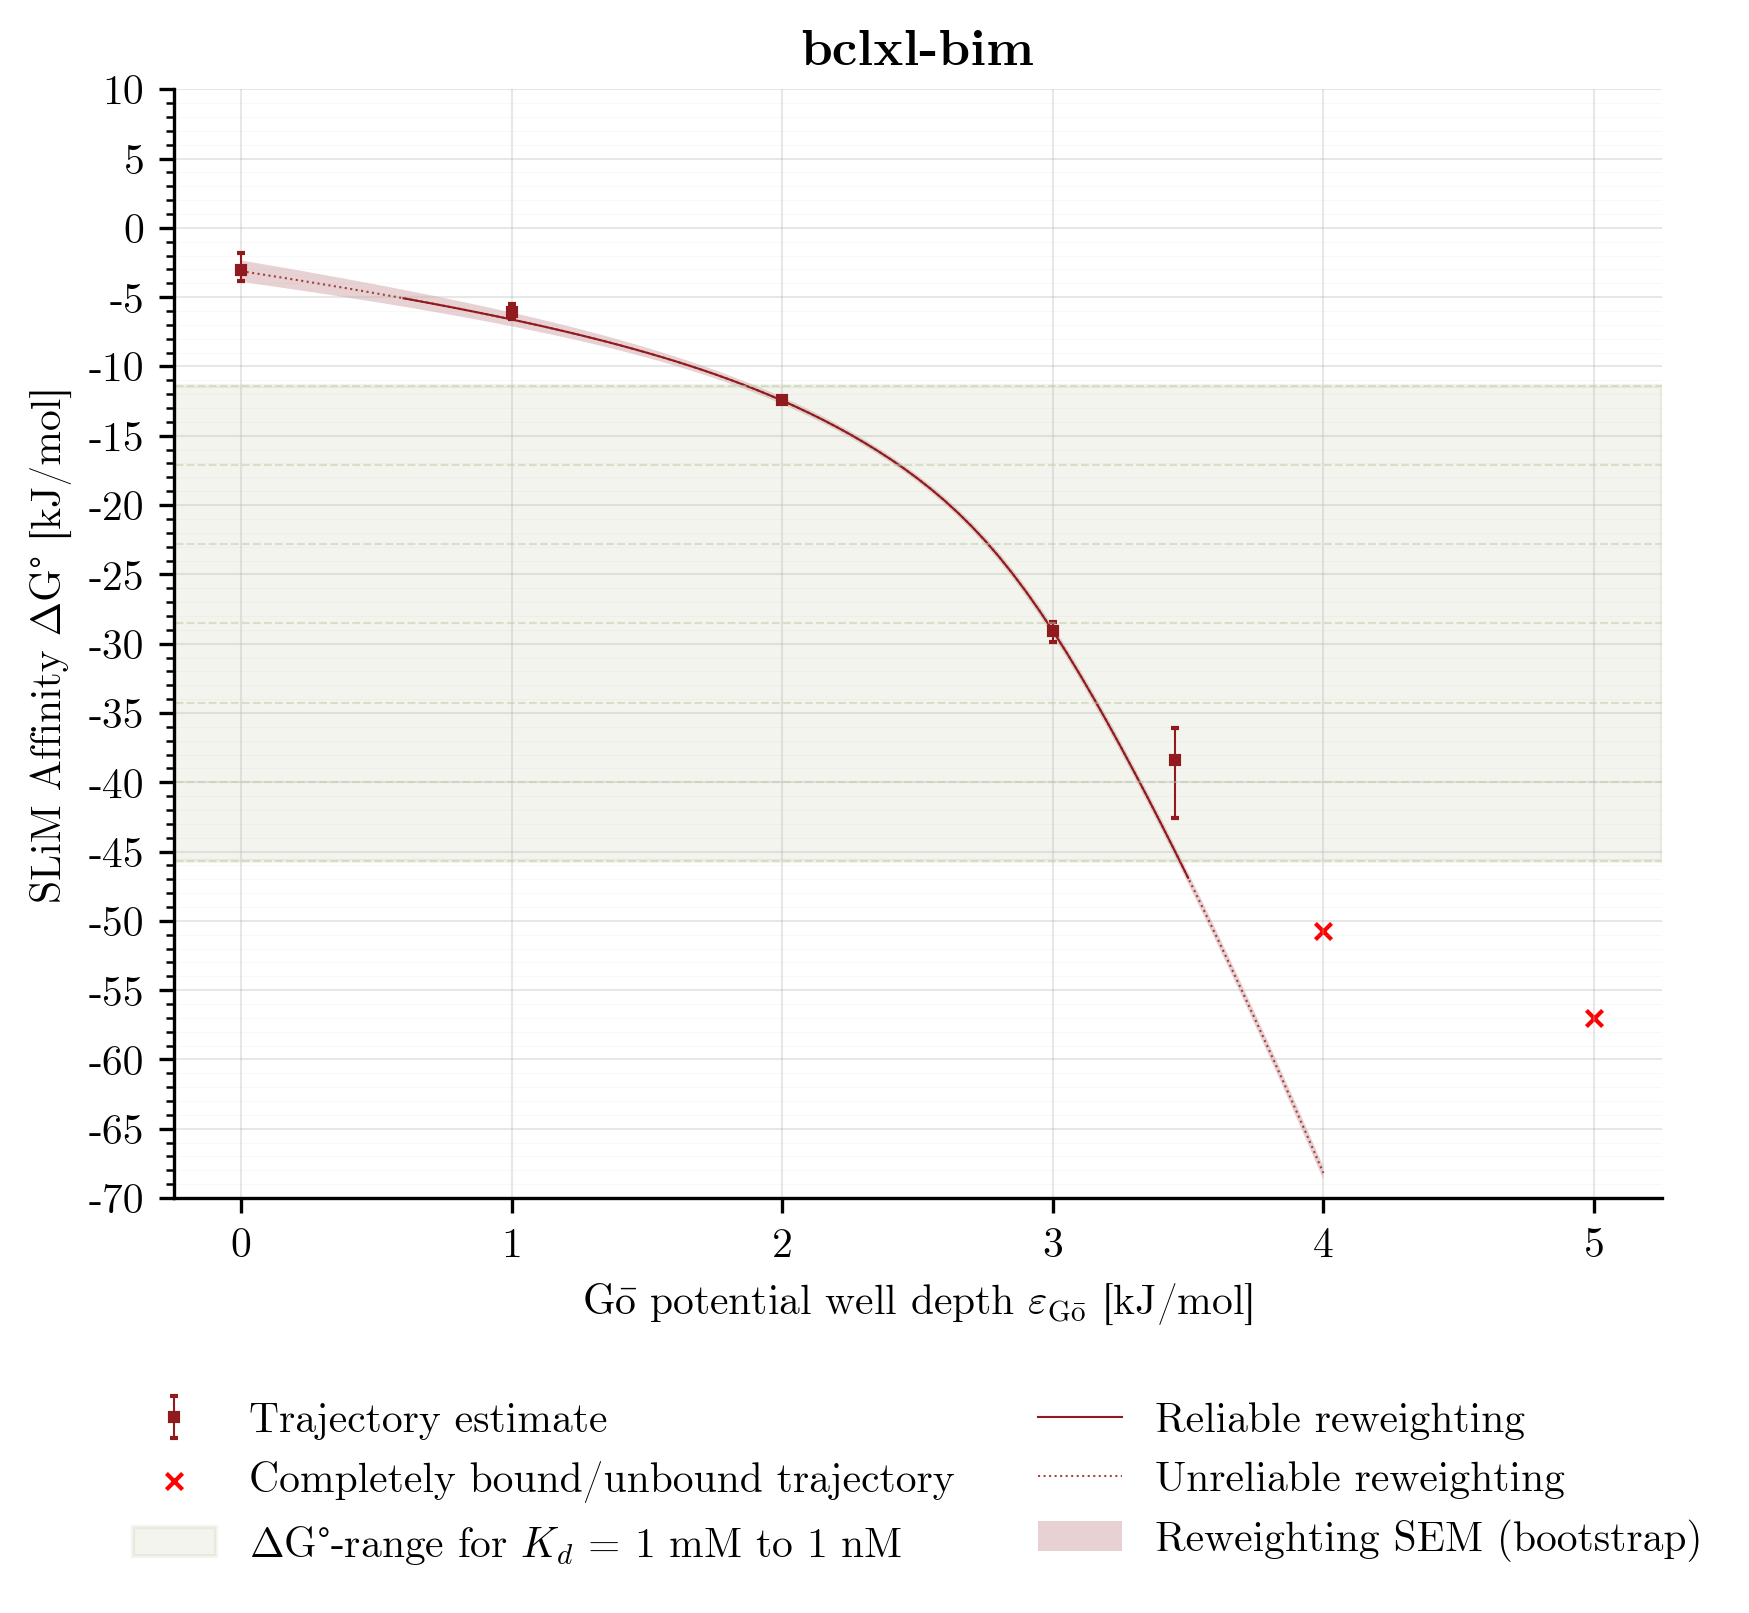 bclxl-bim
10
5
0
-5
-10
-15
-20
-25
-30
-35
-40
-45
-50
-55
-60
-65
-70
SLiM Affinity ΔG° [kJ/mol]
0 1 2 3 4 5
Gō potential well depth ε_Gō [kJ/mol]
Trajectory estimate
Completely bound/unbound trajectory
ΔG°-range for K_d = 1 mM to 1 nM
Reliable reweighting
Unreliable reweighting
Reweighting SEM (bootstrap)